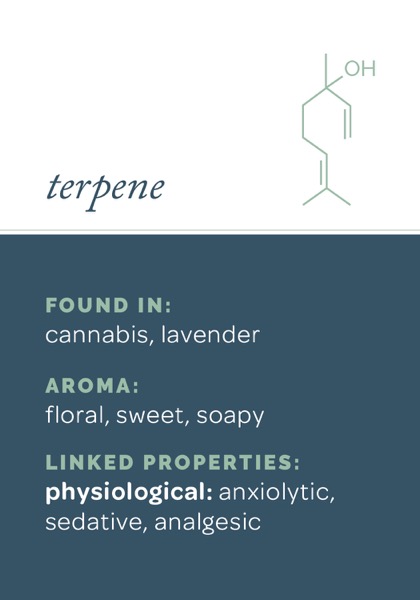 OH
terpene
FOUND IN:
cannabis, lavender
AROMA:
floral, sweet, soapy
LINKED PROPERTIES:
physiological: anxiolytic,
sedative, analgesic